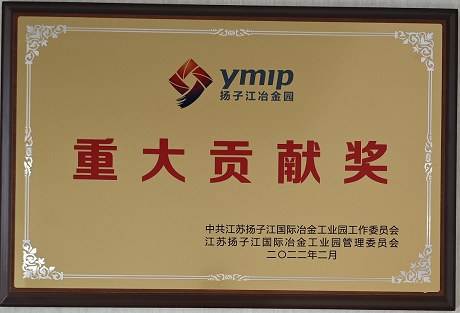 ymip
扬子江冶金园
重大贡献奖
中共江苏扬子江国际冶金工业园工作委员会
江苏扬子江国际冶金工业园管理委员会
二〇二二年二月